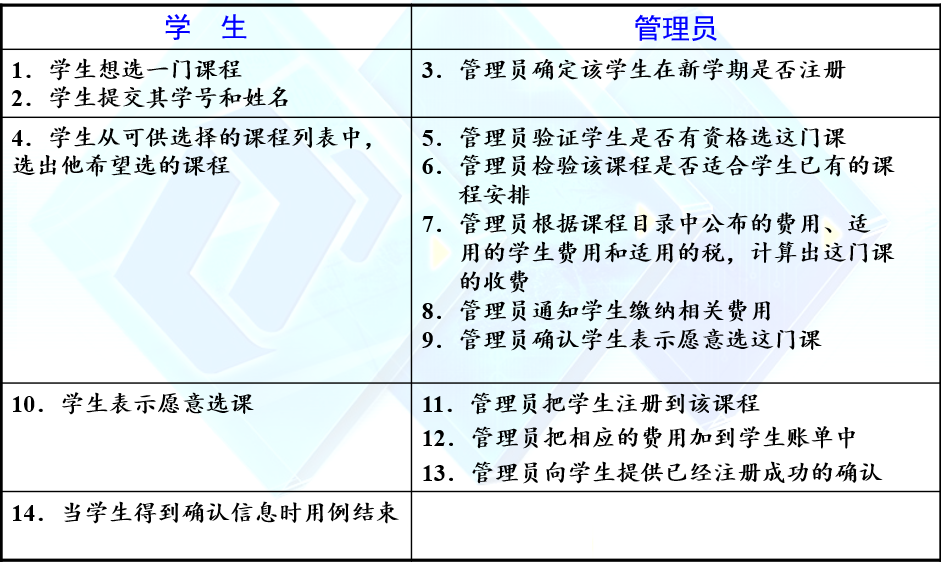 学 生
管理员
1．学生想选一门课程
2．学生提交其学号和姓名
3．管理员确定该学生在新学期是否注册
4．学生从可供选择的课程列表中，
选出他希望选的课程
5．管理员验证学生是否有资格选这门课
6．管理员检验该课程是否适合学生已有的课
程安排
7．管理员根据课程目录中公布的费用、适
用的学生费用和适用的税，计算出这门课
的收费
8．管理员通知学生缴纳相关费用
9．管理员确认学生表示愿意选这门课
10．学生表示愿意选课
11．管理员把学生注册到该课程
12．管理员把相应的费用加到学生账单中
13．管理员向学生提供已经注册成功的确认
14．当学生得到确认信息时用例结束